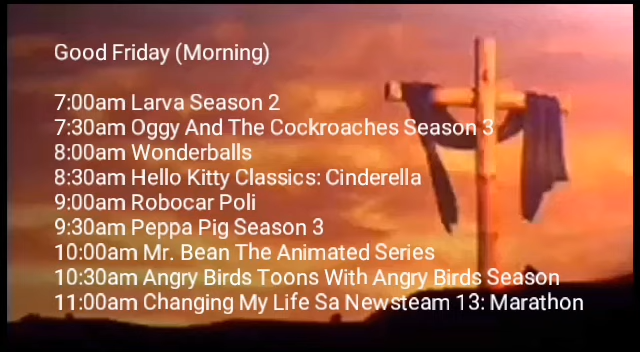 Good Friday (Morning)
7:00am Larva Season 2
7:30am Oggy And The Cockroaches Season 3
8:00am Wonderballs
8:30am Hello Kitty Classics: Cinderella
9:00am Robocar Poli
9:30am Peppa Pig Season 3
10:00am Mr. Bean The Animated Series
10:30am Angry Birds Toons With Angry Birds Season
11:00am Changing My Life Sa Newsteam 13: Marathon